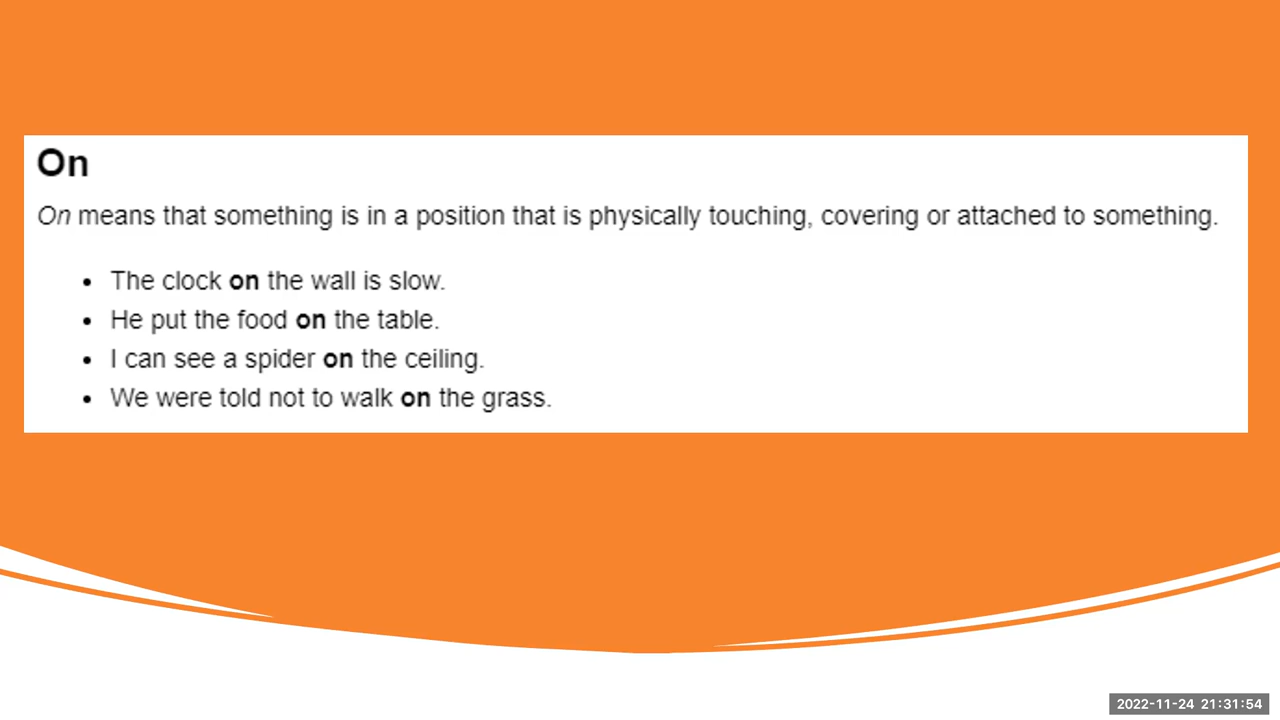 On
On means that something is in a position that is physically touching, covering or attached to something.
• The clock on the wall is slow.
• He put the food on the table.
• I can see a spider on the ceiling.
• We were told not to walk on the grass.
2022-11-24 21:31:54